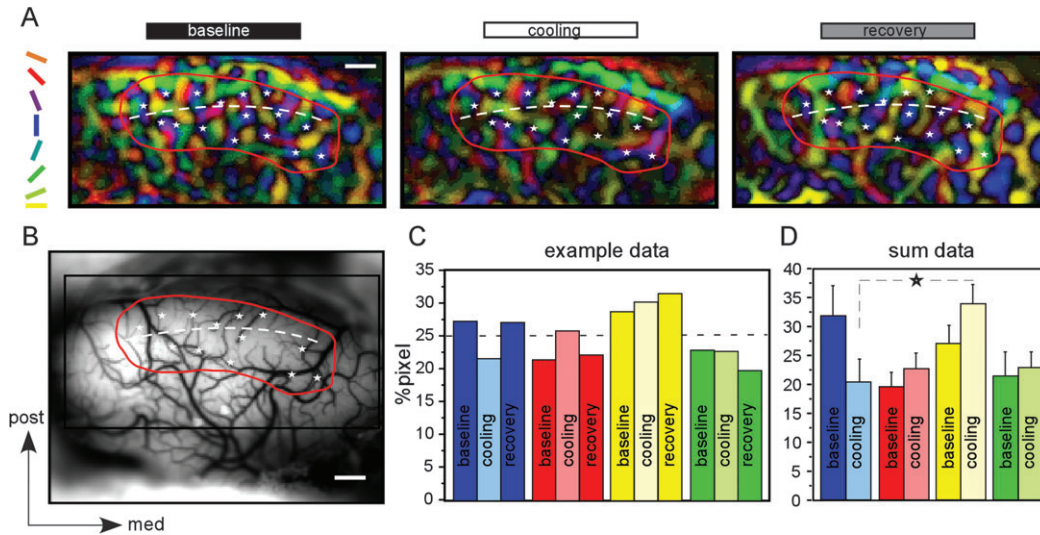 A
baseline
cooling
recovery
B
post
med
C
example data
%pixel
35
30
25
20
15
10
5
0
baseline
cooling
recovery
baseline
cooling
recovery
baseline
cooling
recovery
baseline
cooling
recovery
D
sum data
40
35
30
25
20
15
10
5
0
baseline
cooling
baseline
cooling
baseline
cooling
baseline
cooling